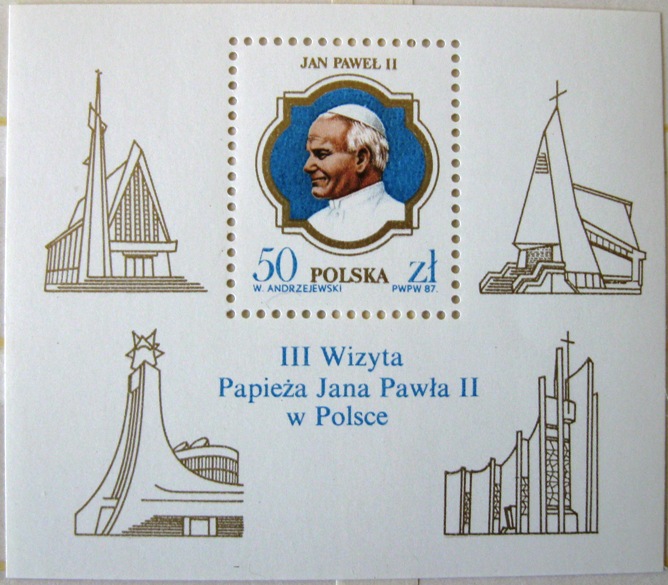 JAN PAWEŁ II
50 POLSKA zł
W. ANDRZEJEWSKI PWPW 87.
III Wizyta
Papieża Jana Pawła II
w Polsce